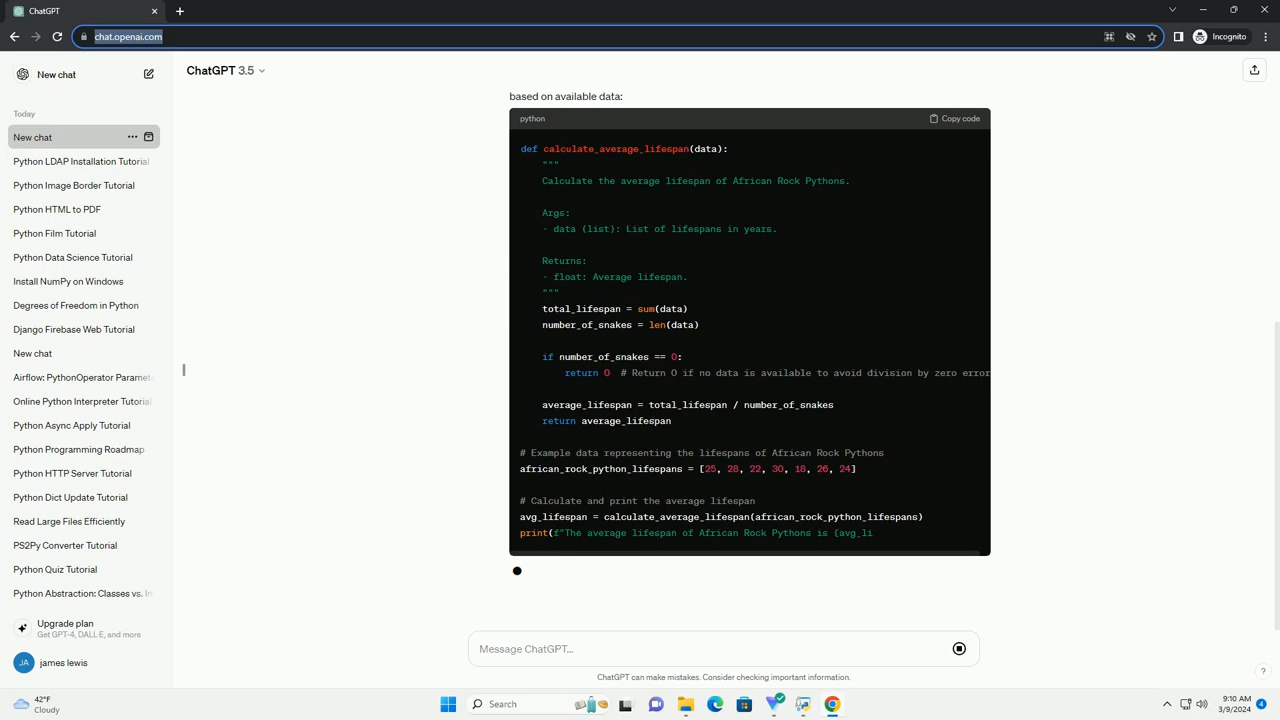 ChatGPT
chat.openai.com
Incognito
New chat
ChatGPT 3.5
Today
New chat
Python LDAP Installation Tutorial
Python Image Border Tutorial
Python HTML to PDF
Python Film Tutorial
Python Data Science Tutorial
Install NumPy on Windows
Degrees of Freedom in Python
Django Firebase Web Tutorial
New chat
Airflow: PythonOperator Paramete
Online Python Interpreter Tutorial
Python Async Apply Tutorial
Python Programming Roadmap
Python HTTP Server Tutorial
Python Dict Update Tutorial
Read Large Files Efficiently
PS2Py Converter Tutorial
Python Quiz Tutorial
Python Abstraction: Classes vs. In
Upgrade plan
Get GPT-4, DALL·E, and more
JA james lewis
based on available data:
python
Copy code
def calculate_average_lifespan(data):
"""
Calculate the average lifespan of African Rock Pythons.
Args:
- data (list): List of lifespans in years.
Returns:
- float: Average lifespan.
"""
total_lifespan = sum(data)
number_of_snakes = len(data)
if number_of_snakes == 0:
return 0  # Return 0 if no data is available to avoid division by zero error
average_lifespan = total_lifespan / number_of_snakes
return average_lifespan
# Example data representing the lifespans of African Rock Pythons
african_rock_python_lifespans = [25, 28, 22, 30, 18, 26, 24]
# Calculate and print the average lifespan
avg_lifespan = calculate_average_lifespan(african_rock_python_lifespans)
print(f"The average lifespan of African Rock Pythons is {avg_li
Message ChatGPT...
ChatGPT can make mistakes. Consider checking important information.
?
42°F
Cloudy
Search
9:10 AM
3/9/2024
4